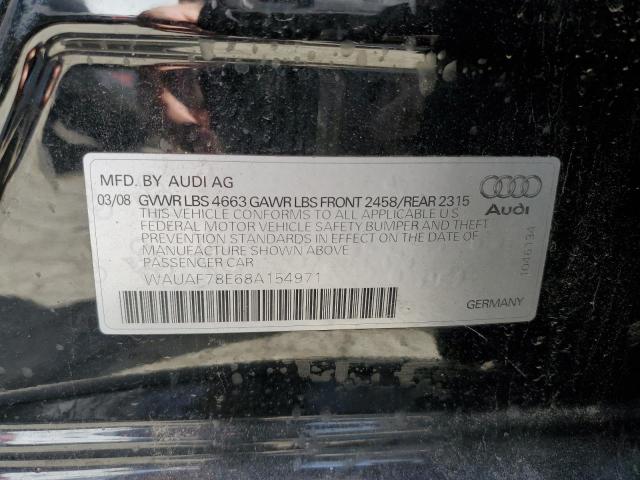 MFD. BY AUDI AG
03/08 GVWR LBS 4663 GAWR LBS FRONT 2458/REAR 2315
THIS VEHICLE CONFORMS TO ALL APPLICABLE U S
FEDERAL MOTOR VEHICLE SAFETY BUMPER AND THEFT
PREVENTION STANDARDS IN EFFECT ON THE DATE OF
MANUFACTURE SHOWN ABOVE
PASSENGER CAR
WAUAF78E68A154971
Audi
1046134
GERMANY